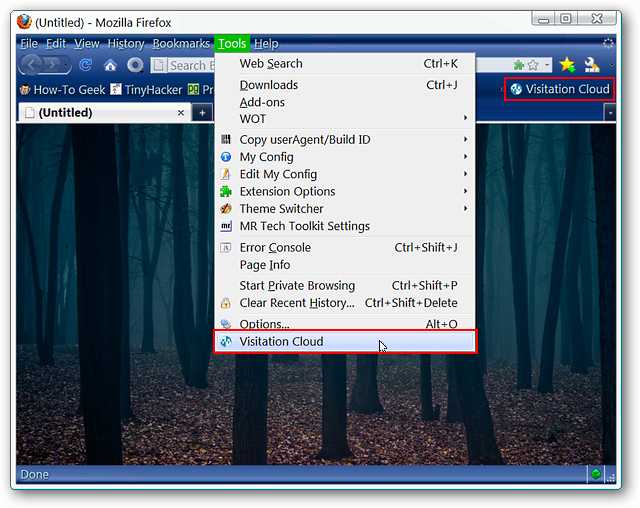 (Untitled) - Mozilla Firefox
File Edit View History Bookmarks Tools Help
Search B
How-To Geek TinyHacker Pr
Visitation Cloud
(Untitled)
Web Search Ctrl+K
Downloads Ctrl+J
Add-ons
WOT
Copy userAgent/Build ID
My Config
Edit My Config
Extension Options
Theme Switcher
MR Tech Toolkit Settings
Error Console Ctrl+Shift+J
Page Info
Start Private Browsing Ctrl+Shift+P
Clear Recent History... Ctrl+Shift+Delete
Options... Alt+O
Visitation Cloud
Done